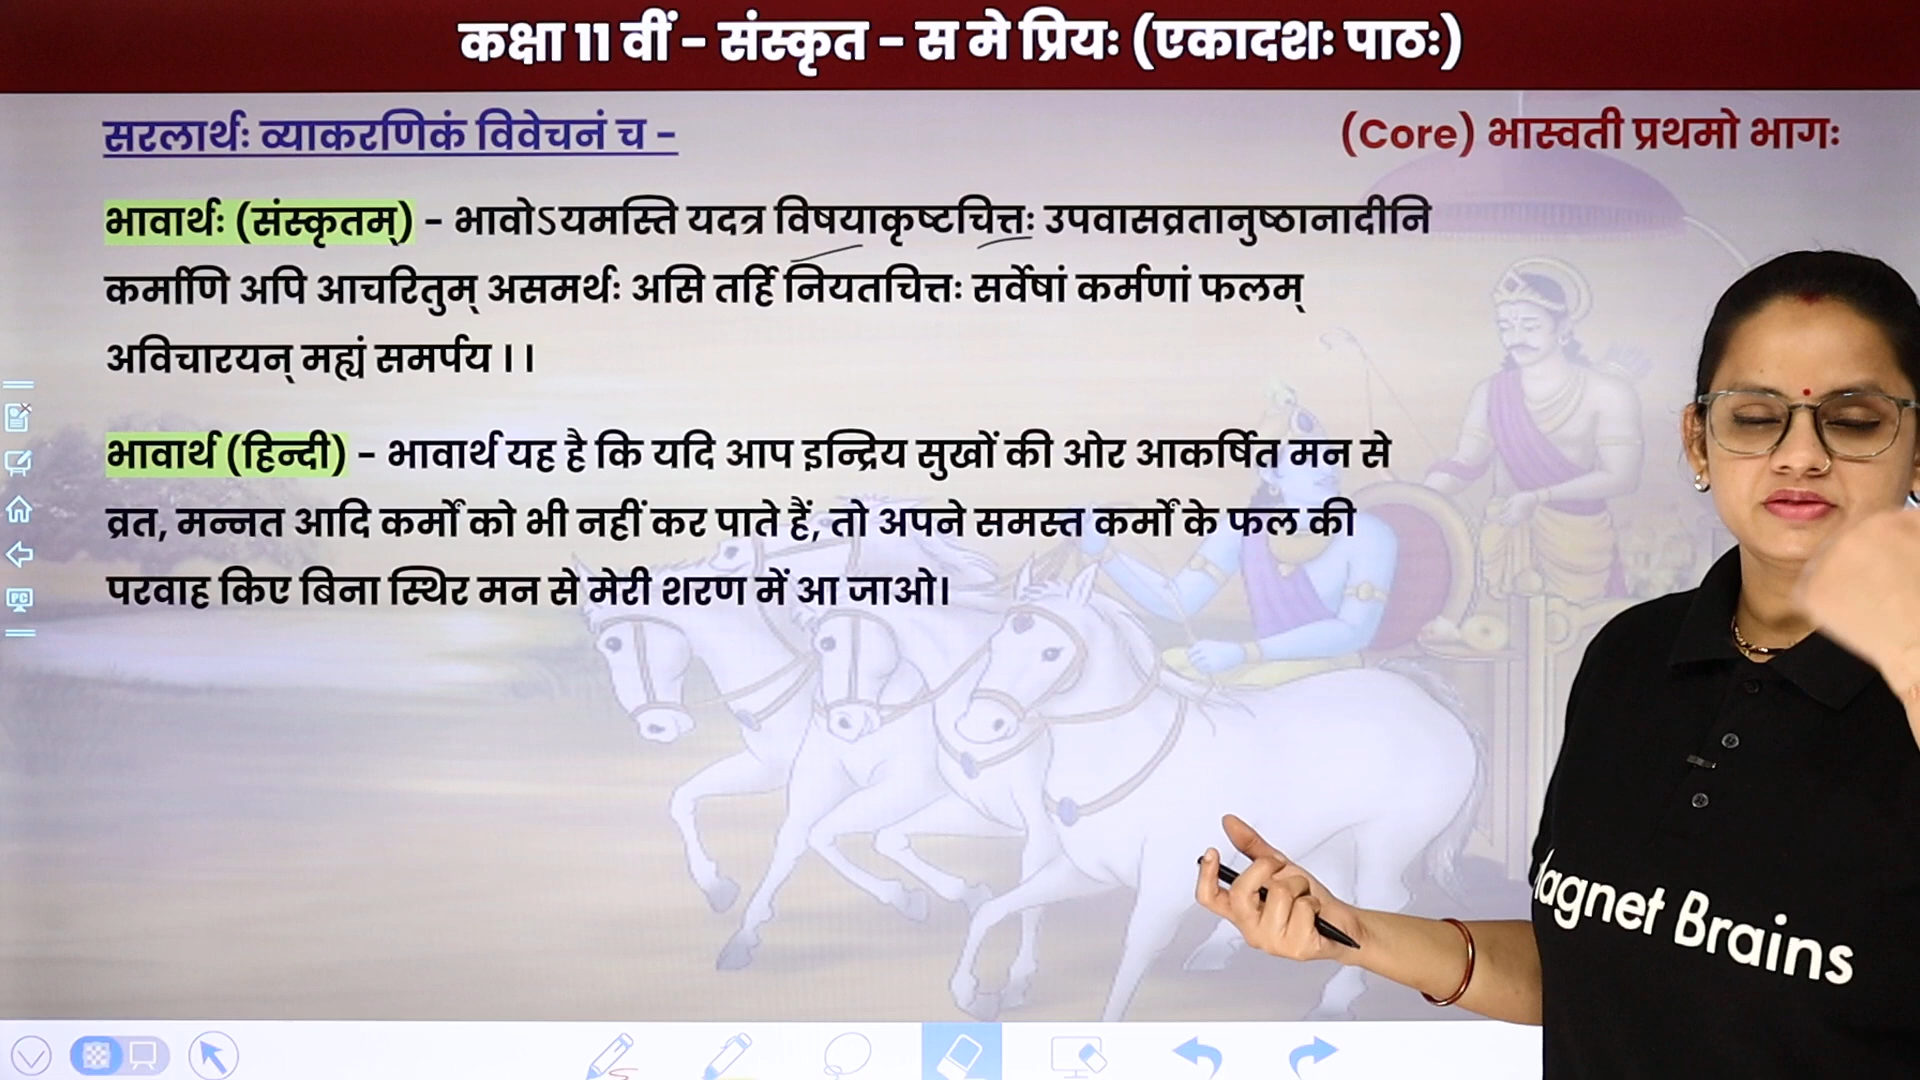 कक्षा 11 वीं - संस्कृत - स मे प्रियः (एकादशः पाठः)
सरलार्थः व्याकरणिकं विवेचनं च -
(Core) भास्वती प्रथमो भागः
भावार्थः (संस्कृतम्) - भावोऽयमस्ति यदत्र विषयाकृष्टचित्तः उपवासव्रतानुष्ठानादीनि
कर्माणि अपि आचरितुम् असमर्थः असि तर्हि नियतचित्तः सर्वेषां कर्मणां फलम्
अविचारयन् मह्यं समर्पय ।।
भावार्थ (हिन्दी) - भावार्थ यह है कि यदि आप इन्द्रिय सुखों की ओर आकर्षित मन से
व्रत, मन्नत आदि कर्मों को भी नहीं कर पाते हैं, तो अपने समस्त कर्मों के फल की
परवाह किए बिना स्थिर मन से मेरी शरण में आ जाओ।
agnet Brains
PC